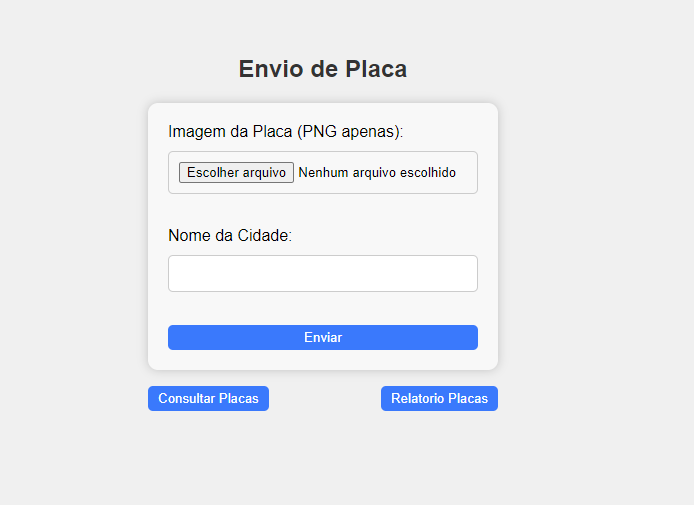 Envio de Placa
Imagem da Placa (PNG apenas):
Escolher arquivo Nenhum arquivo escolhido
Nome da Cidade:
Enviar
Consultar Placas
Relatorio Placas